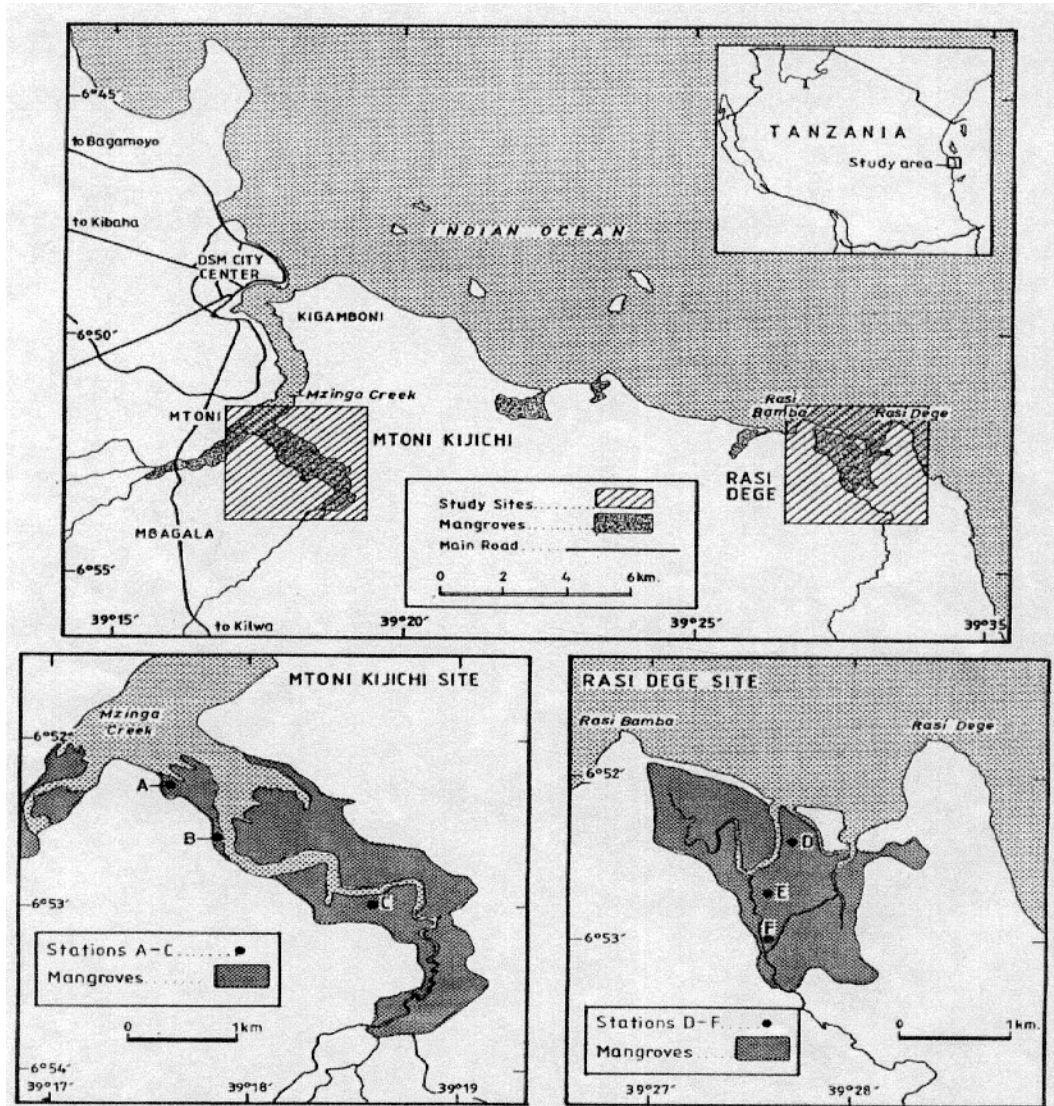 6°45'
to Bagamoyo
to Kibaha
DSM CITY
CENTER
INDIAN OCEAN
TANZANIA
Study area
KIGAMBONI
6°50'
Mzinga Creek
MTONI
MTONI KIJICHI
Rasi
Bamba
Rasi Dege
RASI
DEGE
MBAGALA
Study Sites
Mangroves
Main Road
0 2 4 6km.
6°55'
to Kilwa
39°15'
39°20'
39°25'
39°35
MTONI KIJICHI SITE
Mzinga
Creek
6°52'
A
B
C
6°53'
Stations A-C
Mangroves
0 1km
6°54'
39°17'
39°18'
39°19'
RASI DEGE SITE
Rasi Bamba
Rasi Dege
6°52'
D
E
F
6°53'
Stations D-F
Mangroves
0 1km.
39°27'
39°28'